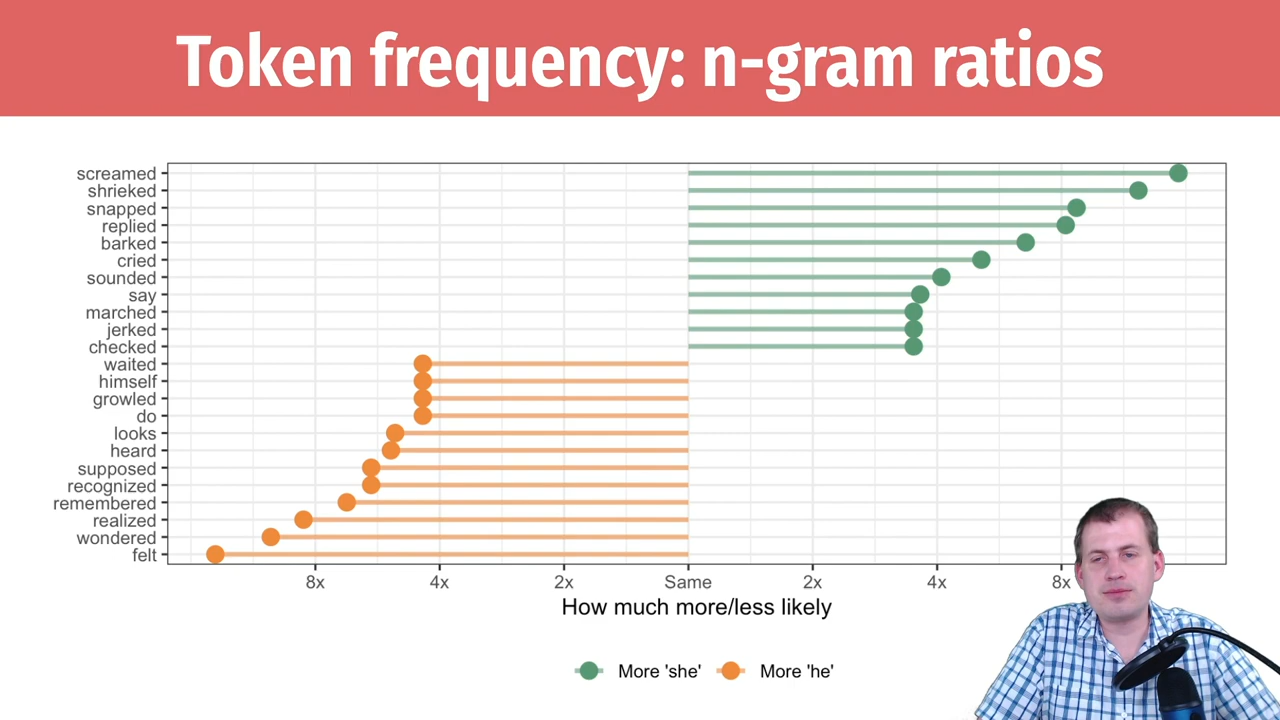 Token frequency: n-gram ratios
screamed
shrieked
snapped
replied
barked
cried
sounded
say
marched
jerked
checked
waited
himself
growled
do
looks
heard
supposed
recognized
remembered
realized
wondered
felt
8x 4x 2x Same 2x 4x 8x
How much more/less likely
More 'she' More 'he'